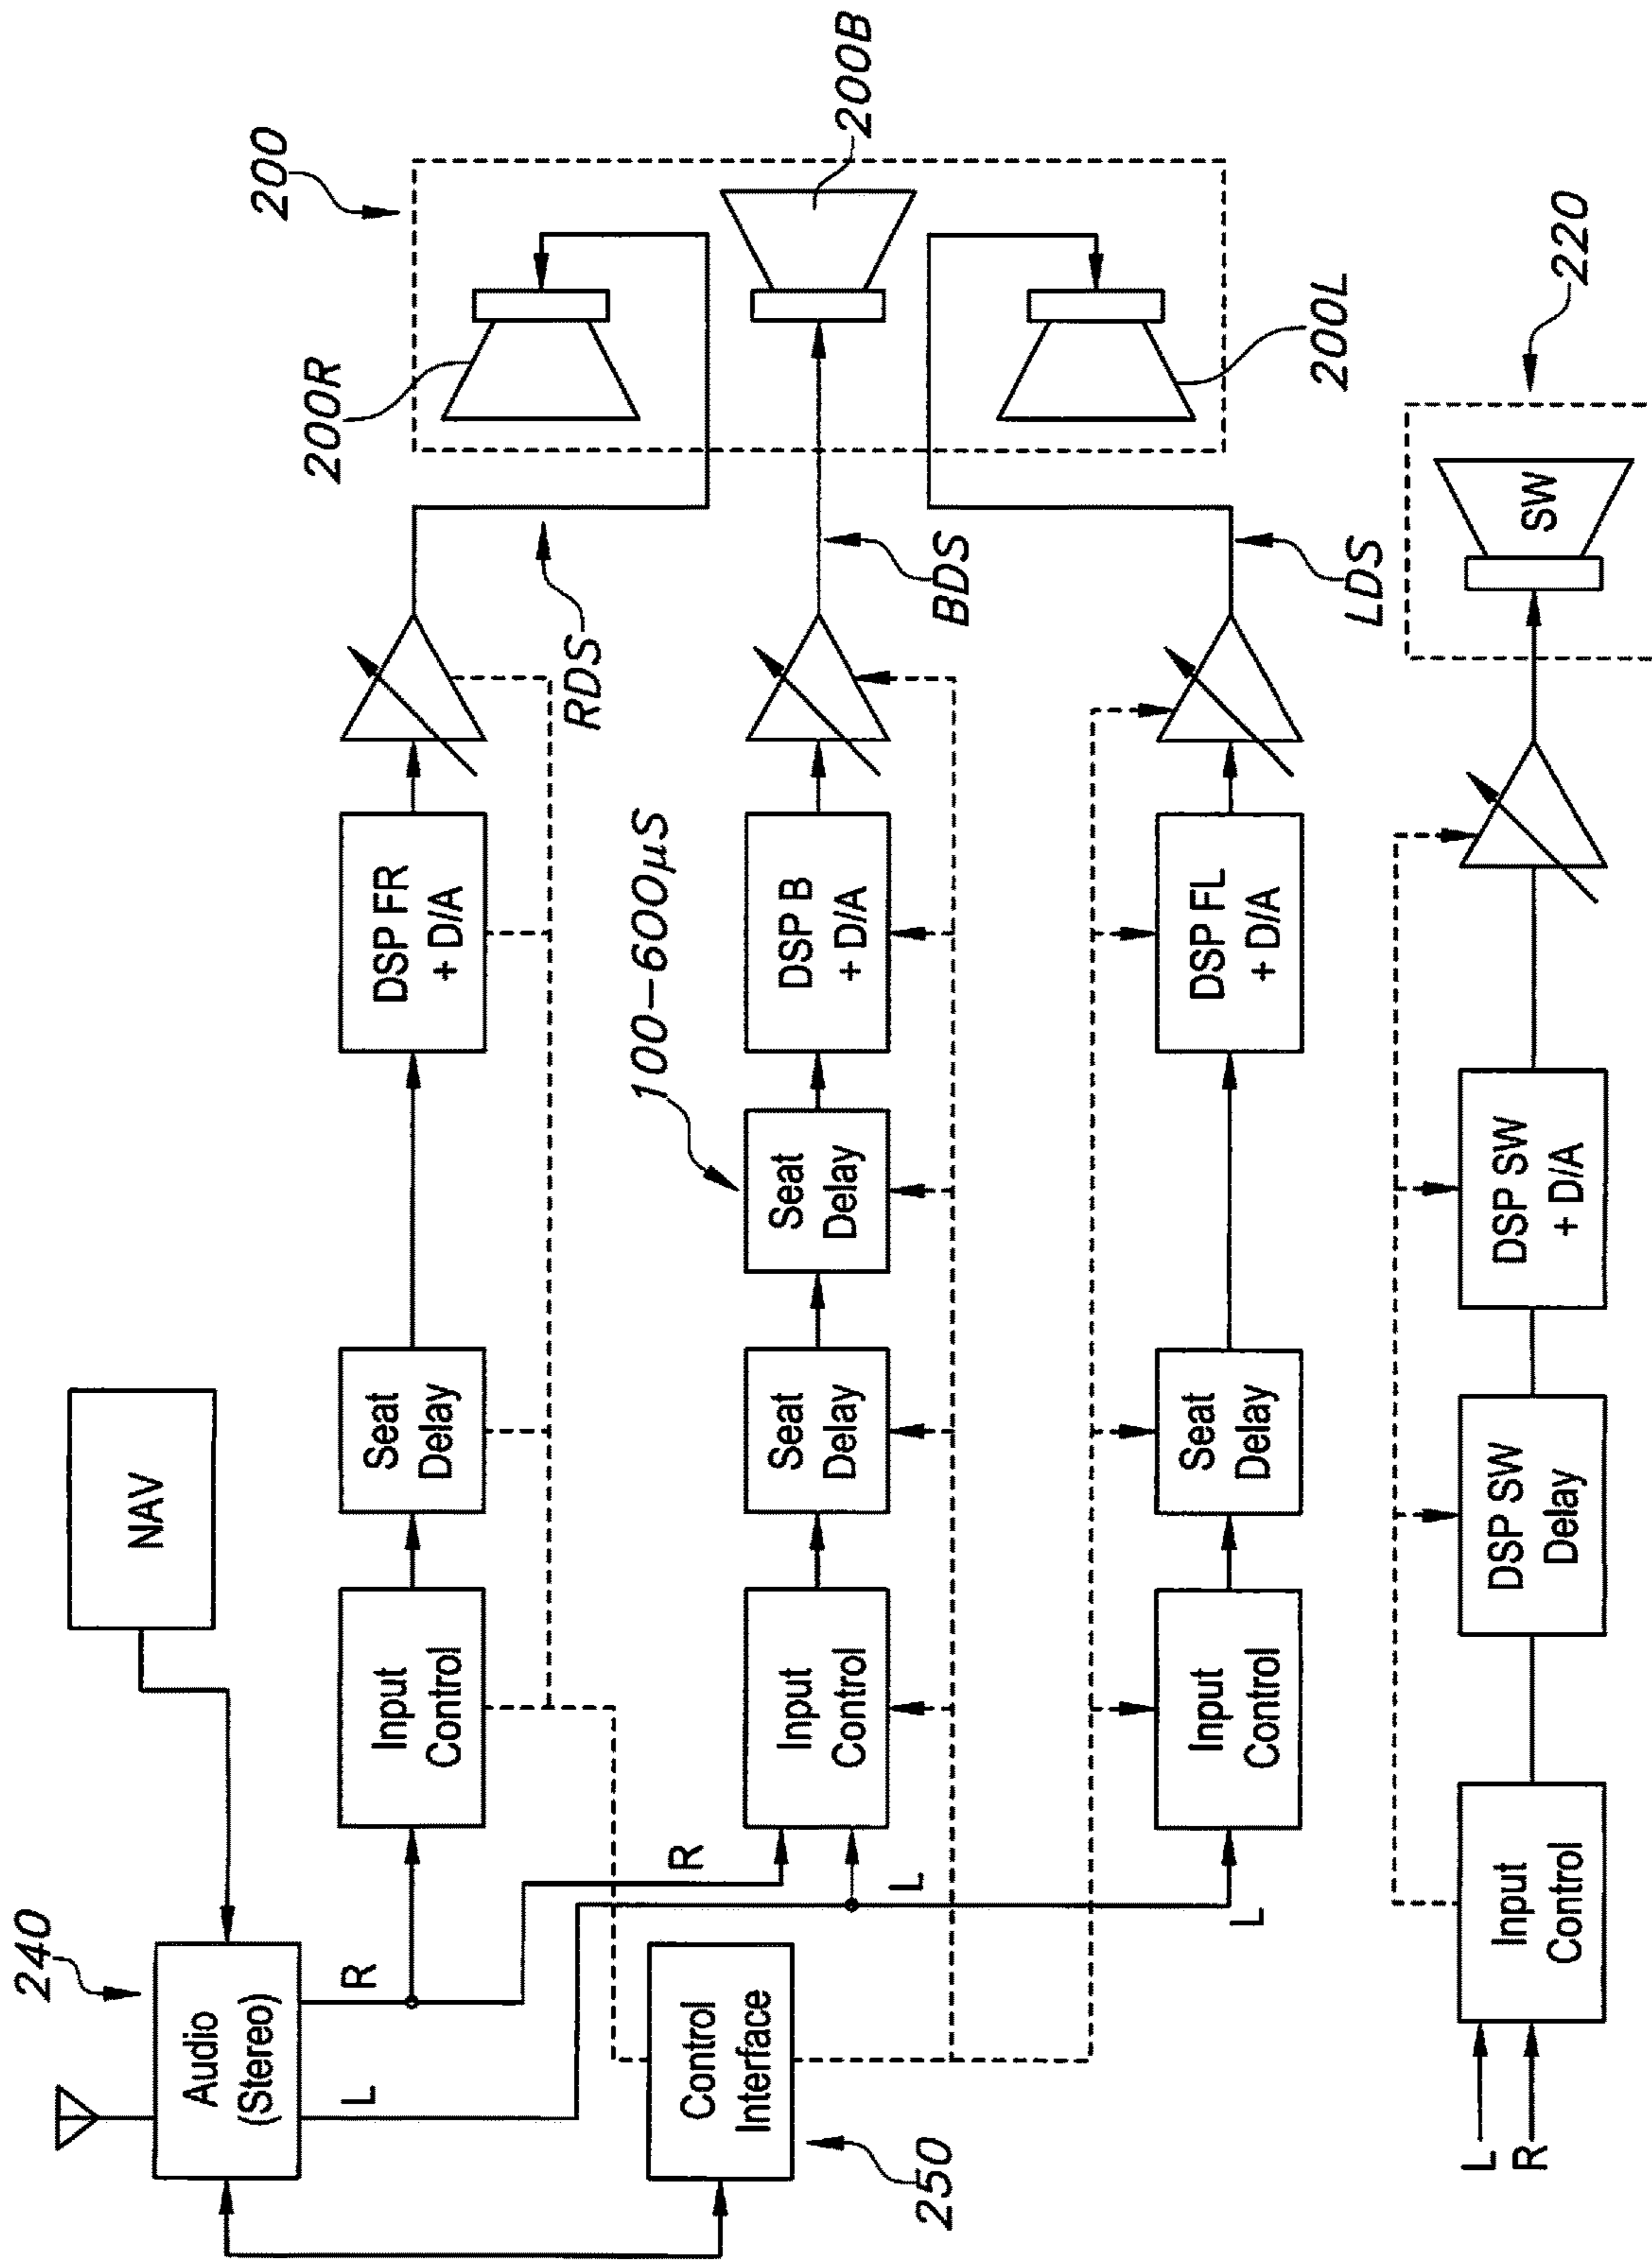 NAV
240
Audio
(Stereo)
R
L
Control
Interface
250
Input
Control
Seat
Delay
DSP FR
+ D/A
RDS
200
200R
R
L
Input
Control
Seat
Delay
Seat
Delay
100-600µS
DSP B
+ D/A
BDS
200B
L
Input
Control
Seat
Delay
DSP FL
+ D/A
LDS
200L
L
R
Input
Control
DSP SW
Delay
DSP SW
+ D/A
SW
220